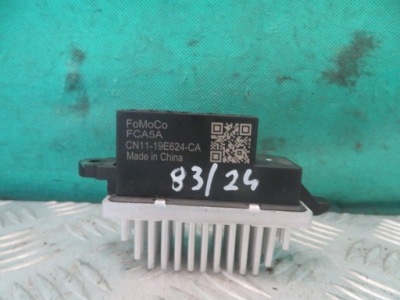 FoMoCo
FCA5A
CN11-19E624-CA
Made in China
83/24